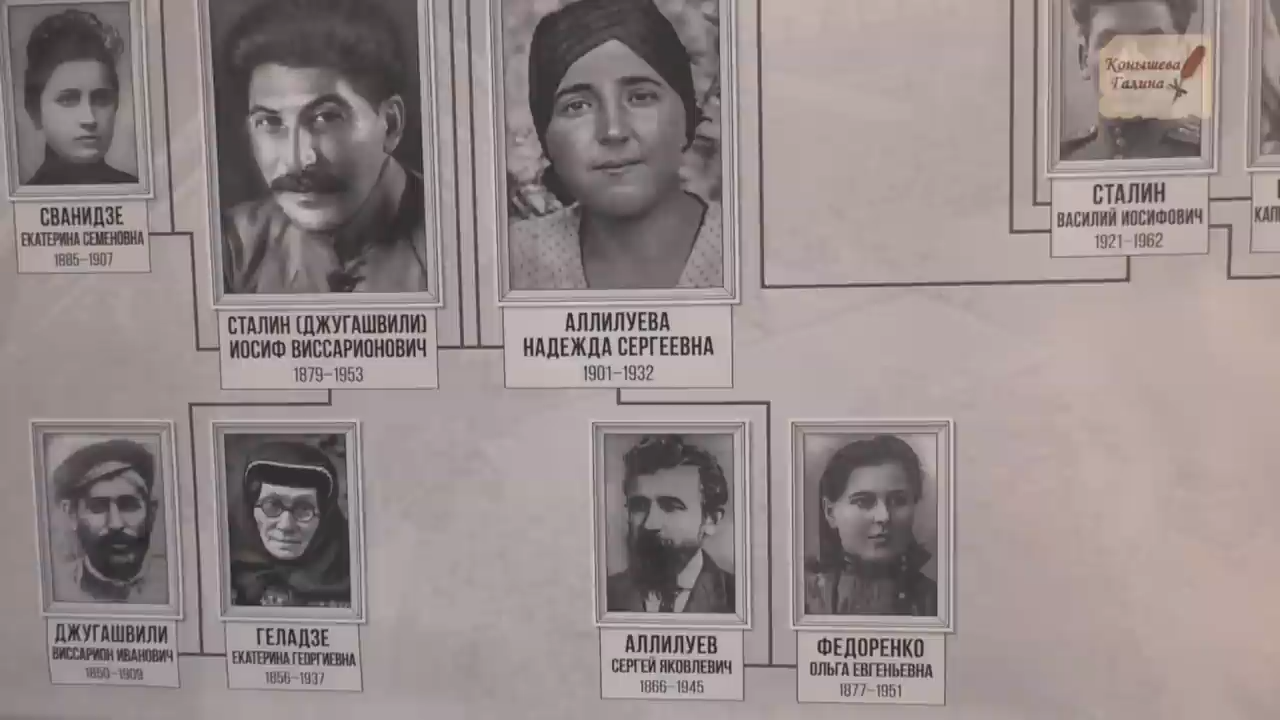 Конышева
Галина
СВАНИДЗЕ
ЕКАТЕРИНА СЕМЕНОВНА
1885–1907
СТАЛИН (ДЖУГАШВИЛИ)
ИОСИФ ВИССАРИОНОВИЧ
1879–1953
АЛЛИЛУЕВА
НАДЕЖДА СЕРГЕЕВНА
1901–1932
СТАЛИН
ВАСИЛИЙ ИОСИФОВИЧ
1921–1962
ДЖУГАШВИЛИ
ВИССАРИОН ИВАНОВИЧ
1850–1909
ГЕЛАДЗЕ
ЕКАТЕРИНА ГЕОРГИЕВНА
1856–1937
АЛЛИЛУЕВ
СЕРГЕЙ ЯКОВЛЕВИЧ
1866–1945
ФЕДОРЕНКО
ОЛЬГА ЕВГЕНЬЕВНА
1877–1951